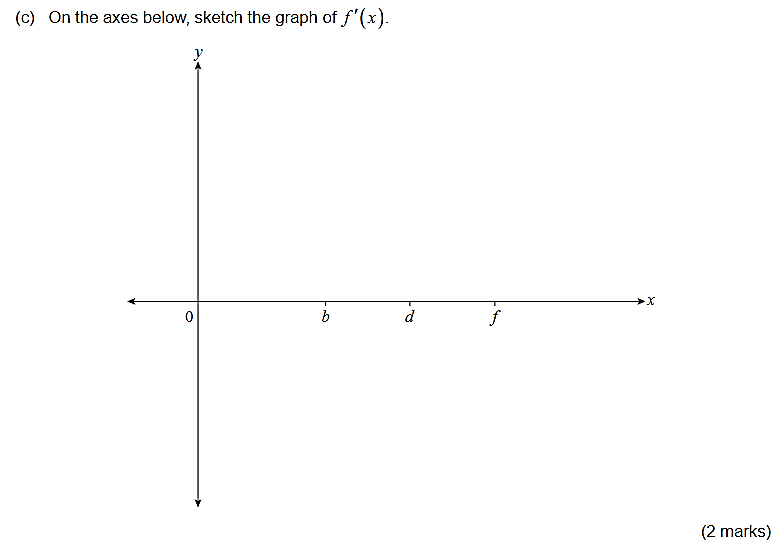 (c) On the axes below, sketch the graph of f′(x).
y
x
0 b d f
(2 marks)